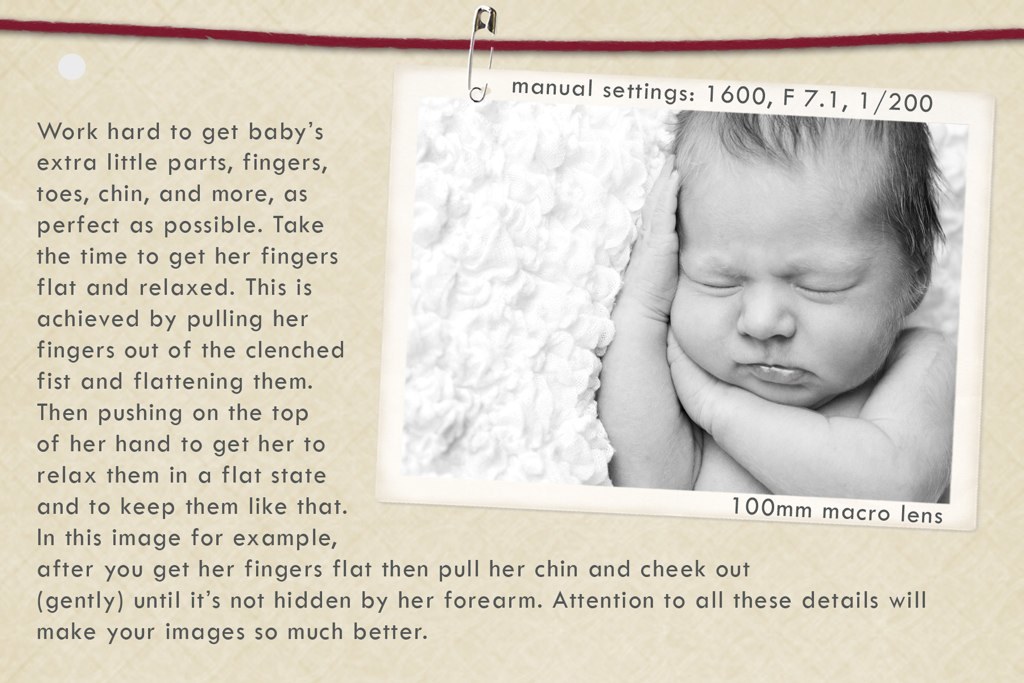 manual settings: 1600, F 7.1, 1/200
Work hard to get baby's
extra little parts, fingers,
toes, chin, and more, as
perfect as possible. Take
the time to get her fingers
flat and relaxed. This is
achieved by pulling her
fingers out of the clenched
fist and flattening them.
Then pushing on the top
of her hand to get her to
relax them in a flat state
and to keep them like that.
In this image for example,
after you get her fingers flat then pull her chin and cheek out
(gently) until it's not hidden by her forearm. Attention to all these details will
make your images so much better.
100mm macro lens